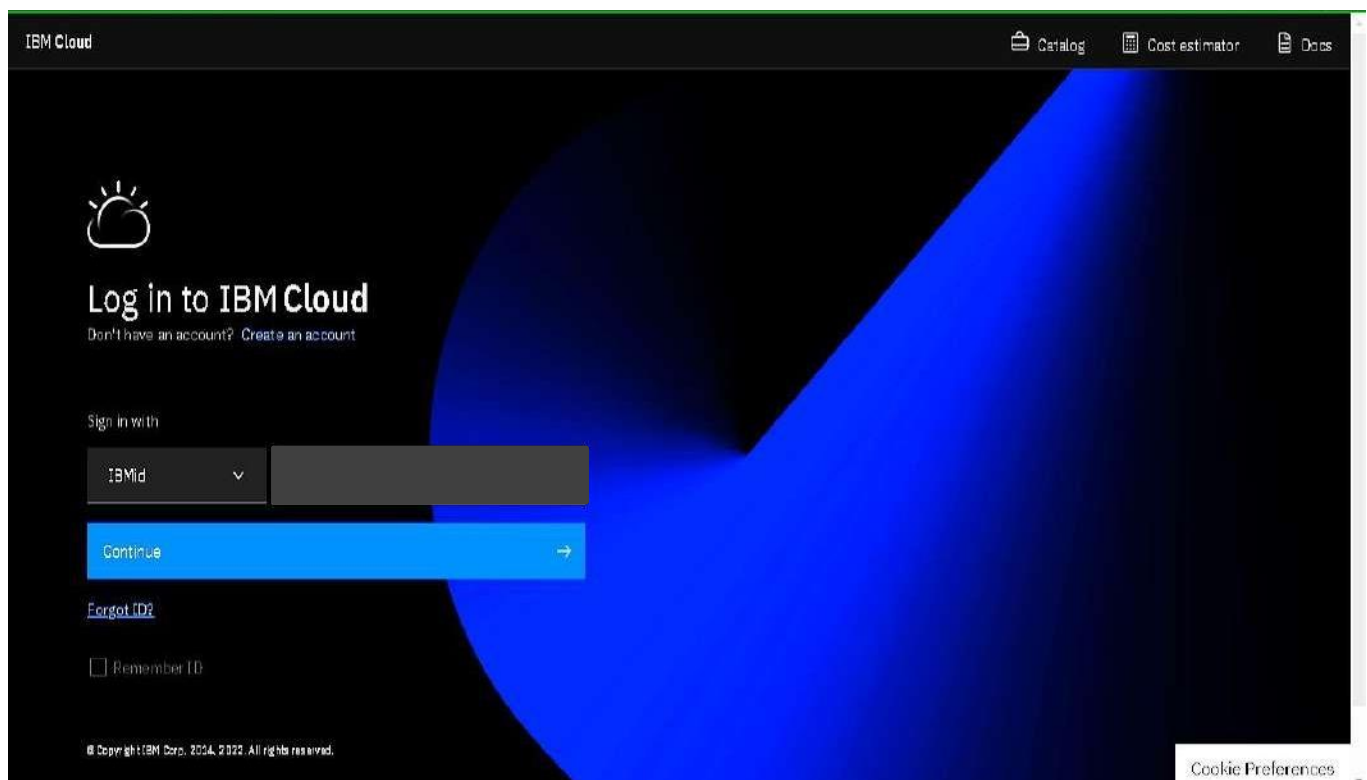 IBM Cloud Catalog Cost estimator Docs
Log in to IBM Cloud
Don't have an account? Create an account
Sign in with
IBMid
Continue →
Forgot ID?
Remember ID
© Copyright IBM Corp. 2014, 2022. All rights reserved.
Cookie Preferences